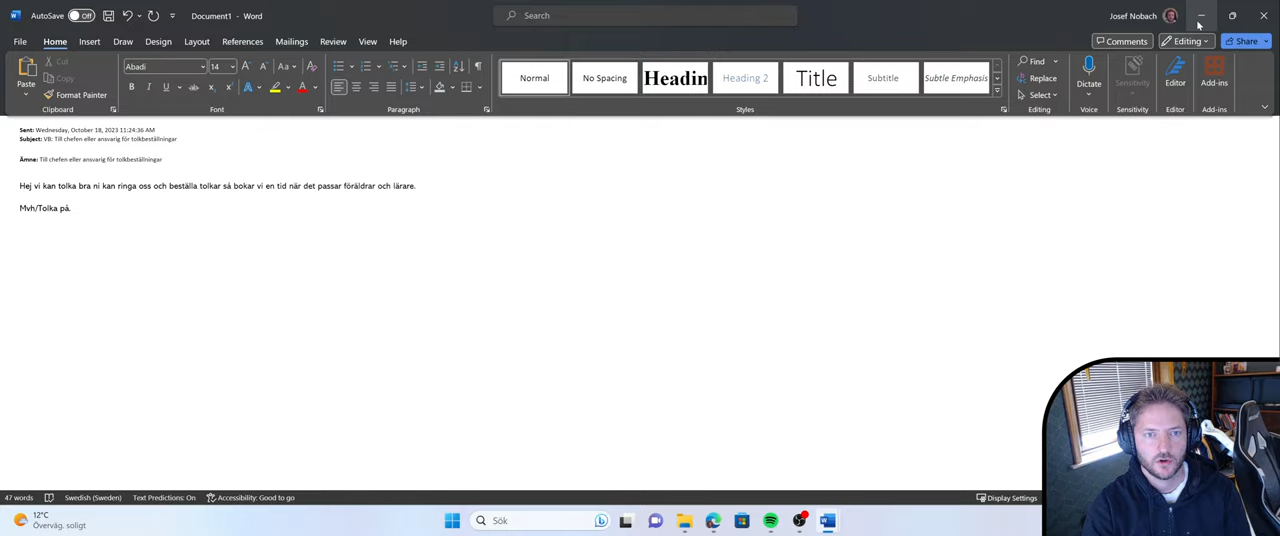 AutoSave Off Document1 - Word Search Josef Nobach
File Home Insert Draw Design Layout References Mailings Review View Help Comments Editing Share
Paste Cut Copy Format Painter Clipboard
Abadi 14 Aa Font
Paragraph
Normal No Spacing Headin Heading 2 Title Subtitle Subtle Emphasis Styles
Find Replace Select Editing
Dictate Voice Sensitivity Sensitivity Editor Editor Add-ins Add-ins
Sent: Wednesday, October 18, 2023 11:24:36 AM
Subject: VB: Till chefen eller ansvarig för tolkbeställningar
Ämne: Till chefen eller ansvarig för tolkbeställningar
Hej vi kan tolka bra ni kan ringa oss och beställa tolkar så bokar vi en tid när det passar föräldrar och lärare.
Mvh/Tolka på.
47 words Swedish (Sweden) Text Predictions: On Accessibility: Good to go Display Settings
12°C
Överväg. soligt
Sök